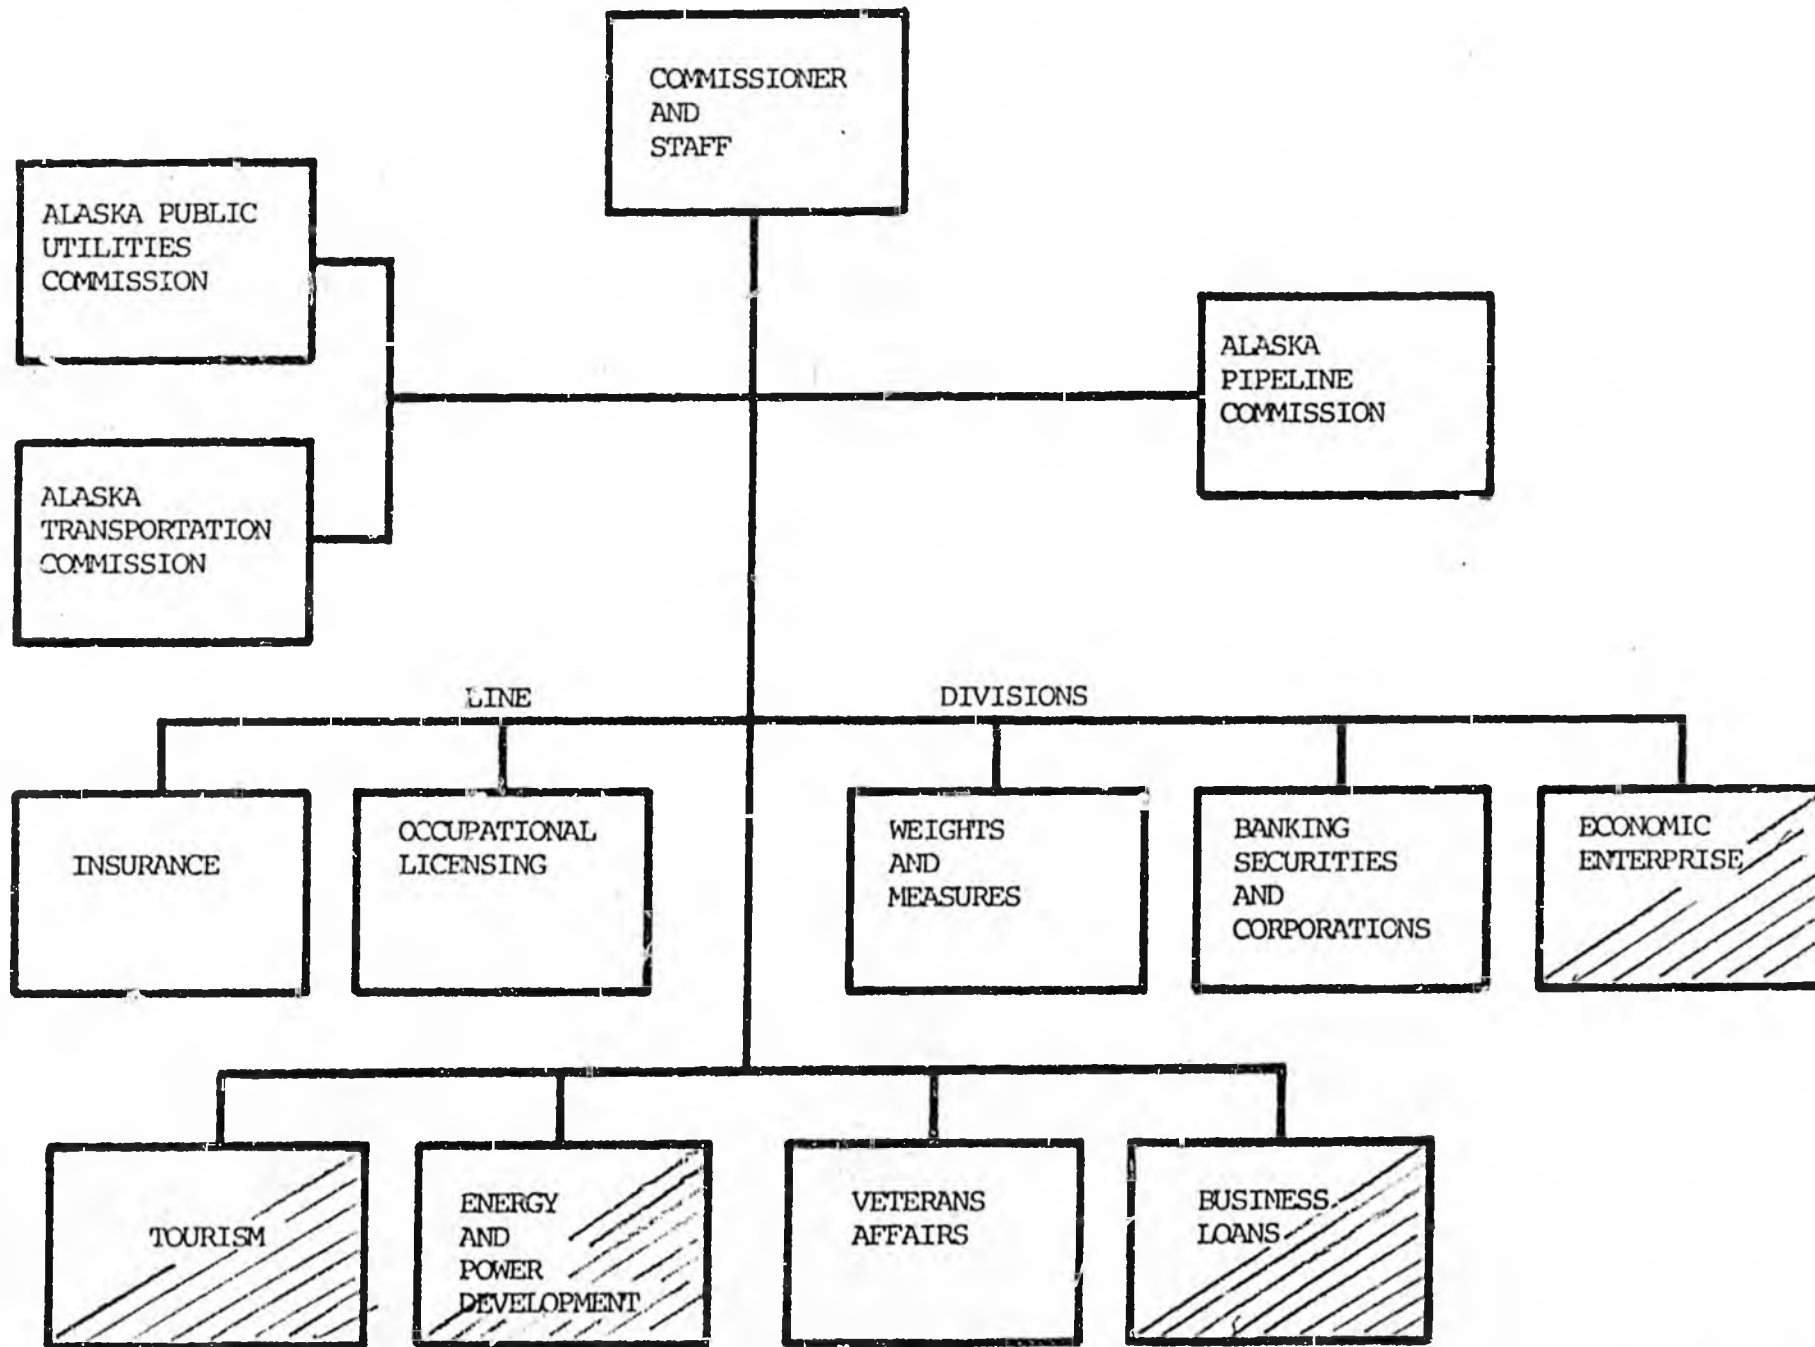 COMMISSIONER
AND
STAFF
ALASKA PUBLIC
UTILITIES
COMMISSION
ALASKA
PIPELINE
COMMISSION
ALASKA
TRANSPORTATION
COMMISSION
LINE DIVISIONS
INSURANCE
OCCUPATIONAL
LICENSING
WEIGHTS
AND
MEASURES
BANKING
SECURITIES
AND
CORPORATIONS
ECONOMIC
ENTERPRISE
TOURISM
ENERGY
AND
POWER
DEVELOPMENT
VETERANS
AFFAIRS
BUSINESS
LOANS